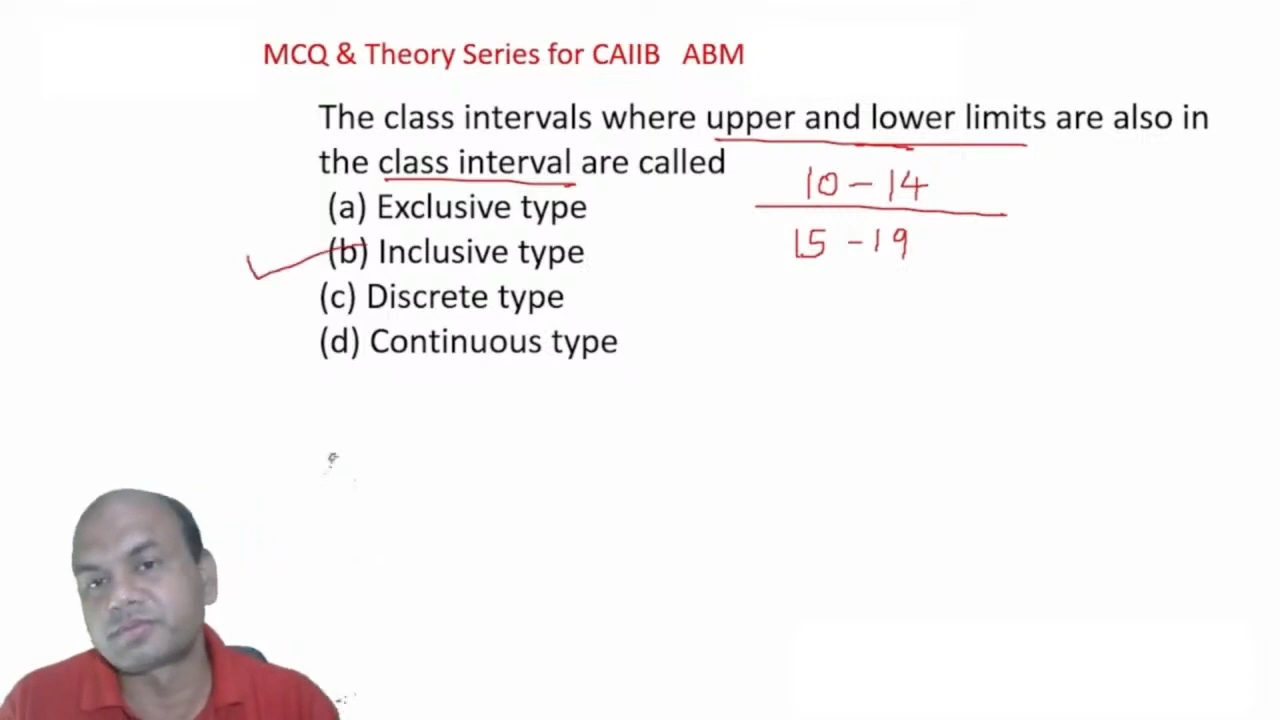 MCQ & Theory Series for CAIIB ABM
The class intervals where upper and lower limits are also in
the class interval are called
10 - 14
(a) Exclusive type
15 - 19
(b) Inclusive type
(c) Discrete type
(d) Continuous type